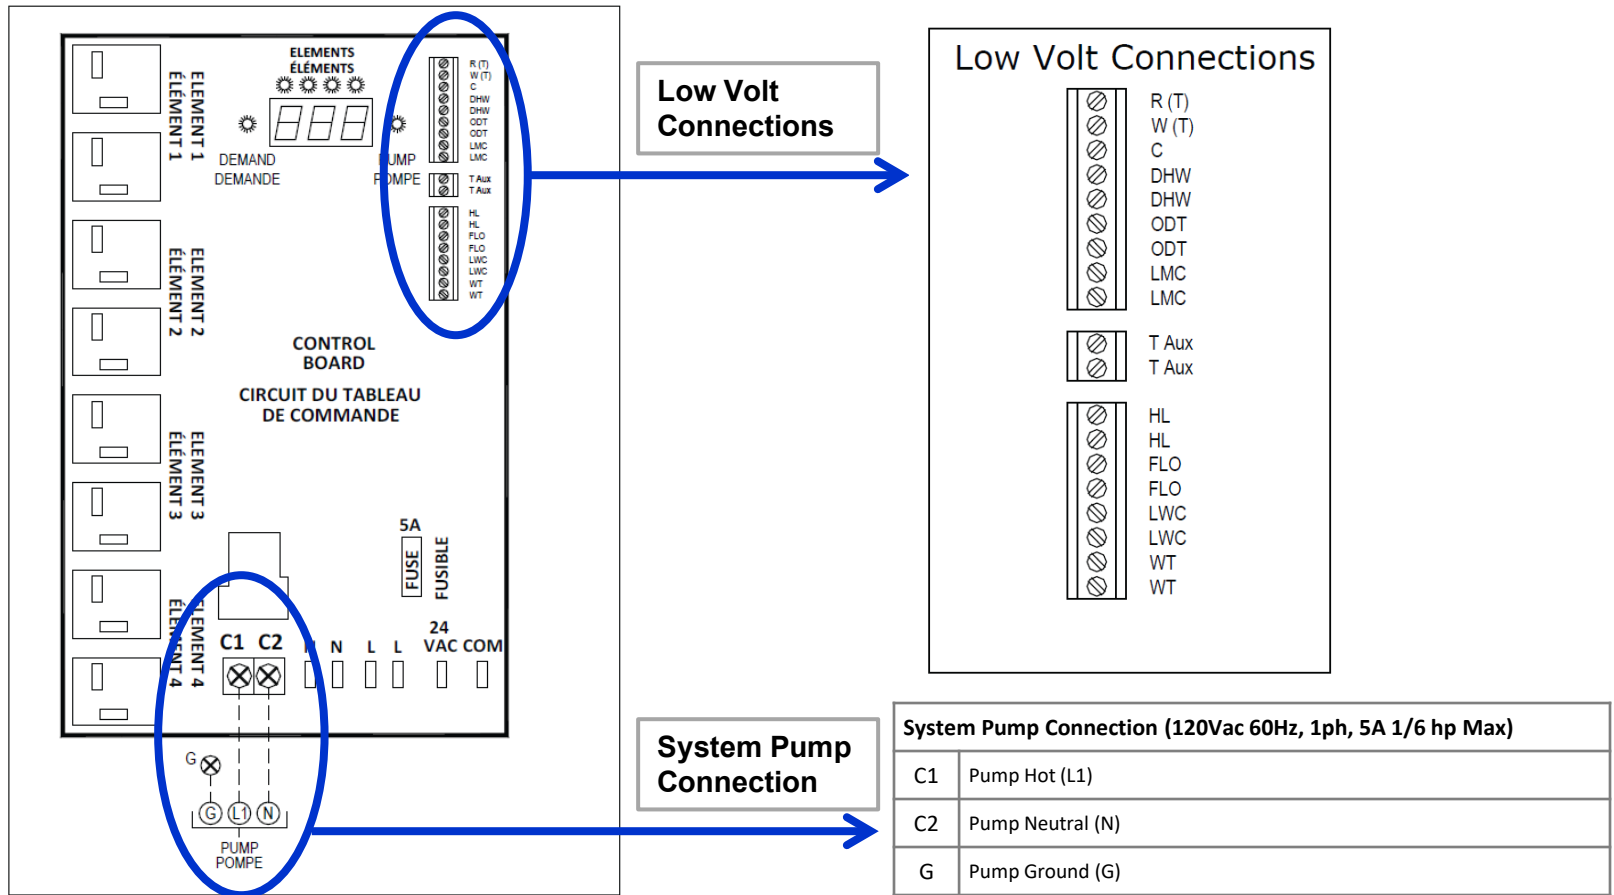 ELEMENTS
ÉLÉMENTS
DEMAND
DEMANDE
PUMP
POMPE
R (T)
W (T)
C
DHW
DHW
ODT
ODT
LMC
LMC
T Aux
T Aux
HL
HL
FLO
FLO
LWC
LWC
WT
WT
ELEMENT 1
ÉLÉMENT 1
ELEMENT 2
ÉLÉMENT 2
ELEMENT 3
ÉLÉMENT 3
ELEMENT 4
ÉLÉMENT 4
CONTROL
BOARD
CIRCUIT DU TABLEAU
DE COMMANDE
5A
FUSE
FUSIBLE
24
C1 C2 N N L L VAC COM
G
G L1 N
PUMP
POMPE
Low Volt
Connections
System Pump
Connection
Low Volt Connections
R (T)
W (T)
C
DHW
DHW
ODT
ODT
LMC
LMC
T Aux
T Aux
HL
HL
FLO
FLO
LWC
LWC
WT
WT
System Pump Connection (120Vac 60Hz, 1ph, 5A 1/6 hp Max)
C1 Pump Hot (L1)
C2 Pump Neutral (N)
G Pump Ground (G)